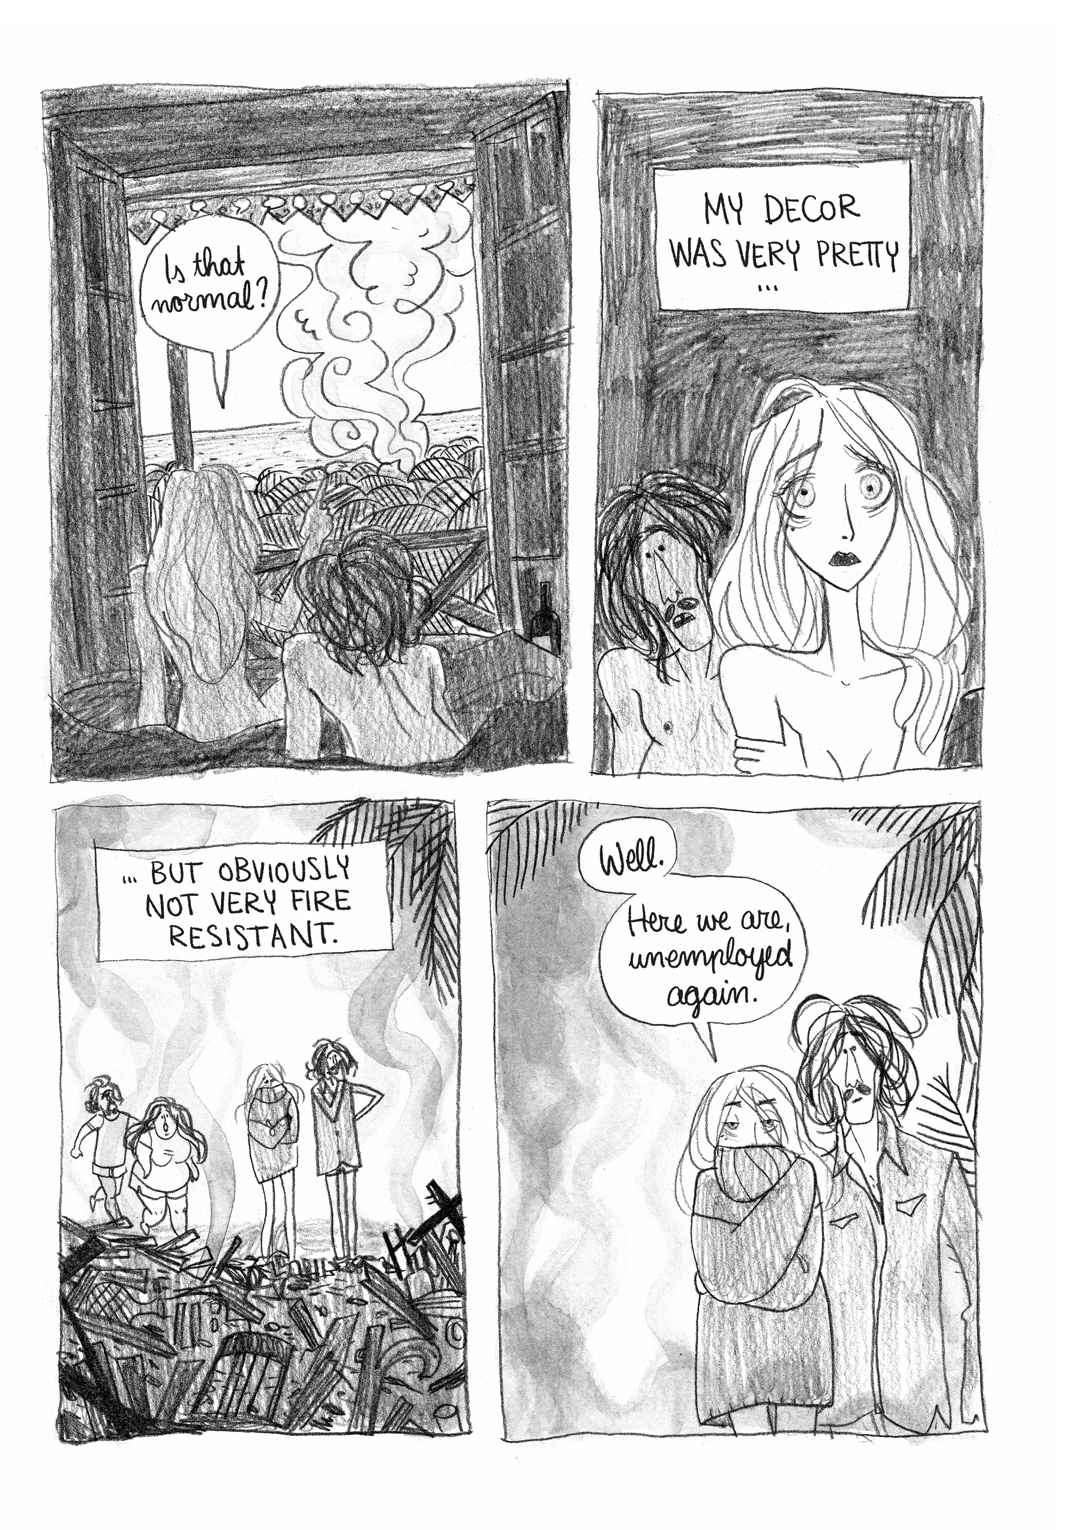 Is that
normal?
MY DECOR
WAS VERY PRETTY
...
... BUT OBVIOUSLY
NOT VERY FIRE
RESISTANT.
Well.
Here we are,
unemployed
again.